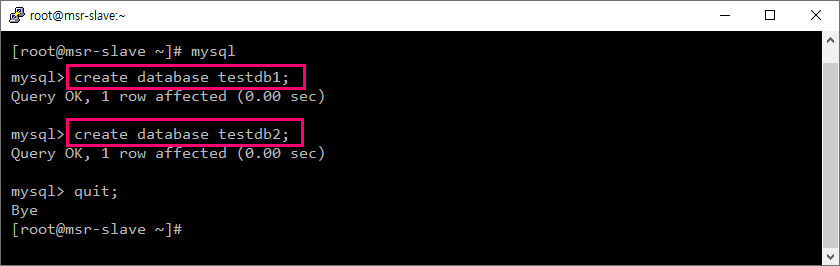 root@msr-slave:~
[root@msr-slave ~]# mysql
mysql> create database testdb1;
Query OK, 1 row affected (0.00 sec)
mysql> create database testdb2;
Query OK, 1 row affected (0.00 sec)
mysql> quit;
Bye
[root@msr-slave ~]#